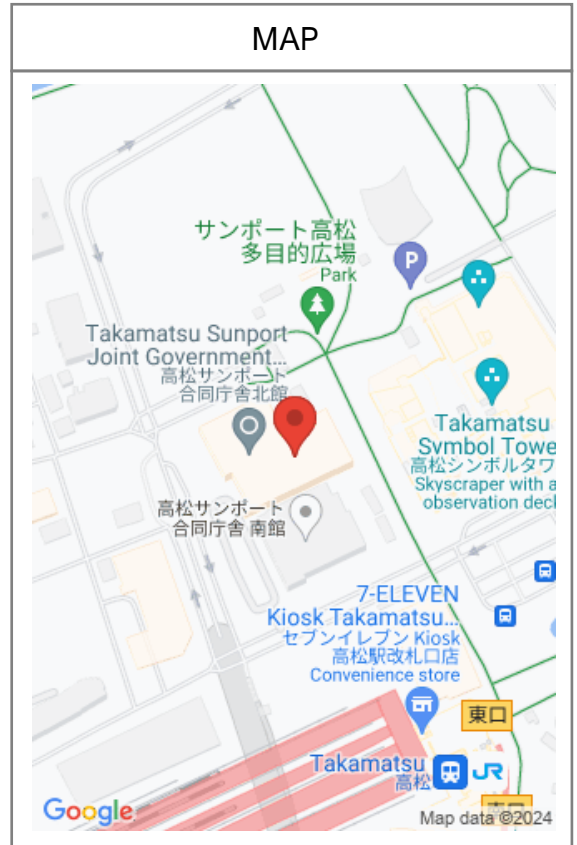 MAP
サンポート高松
多目的広場
Park
P
Takamatsu Sunport
Joint Government...
高松サンポート
合同庁舎北館
Takamatsu
Symbol Towe
高松シンボルタワ
Skyscraper with a
observation deck
高松サンポート
合同庁舎 南館
7-ELEVEN
Kiosk Takamatsu...
セブンイレブン Kiosk
高松駅改札口店
Convenience store
東口
Takamatsu
高松
JR
Google
Map data ©2024